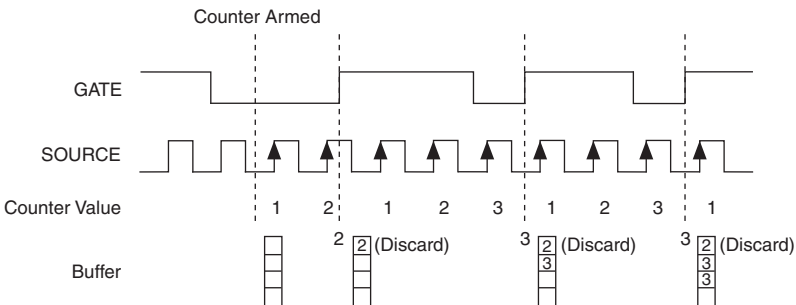 Counter Armed
GATE
SOURCE
Counter Value 1 2 1 2 3 1 2 3 1
2 2 (Discard) 3 2 (Discard) 3 2 (Discard)
3 3
Buffer 3